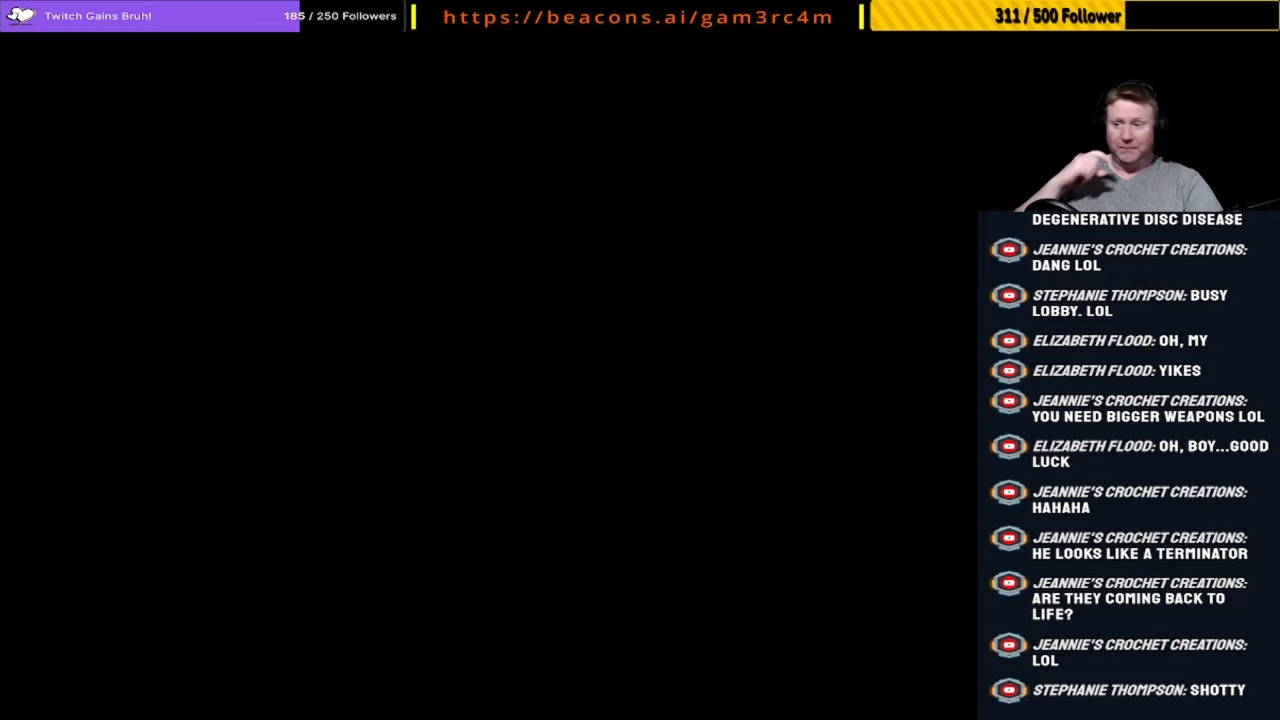 Twitch Gains Bruh! 185 / 250 Followers
https://beacons.ai/gam3rc4m
311 / 500 Follower
DEGENERATIVE DISC DISEASE
JEANNIE'S CROCHET CREATIONS:
DANG LOL
STEPHANIE THOMPSON: BUSY
LOBBY. LOL
ELIZABETH FLOOD: OH, MY
ELIZABETH FLOOD: YIKES
JEANNIE'S CROCHET CREATIONS:
YOU NEED BIGGER WEAPONS LOL
ELIZABETH FLOOD: OH, BOY...GOOD
LUCK
JEANNIE'S CROCHET CREATIONS:
HAHAHA
JEANNIE'S CROCHET CREATIONS:
HE LOOKS LIKE A TERMINATOR
JEANNIE'S CROCHET CREATIONS:
ARE THEY COMING BACK TO
LIFE?
JEANNIE'S CROCHET CREATIONS:
LOL
STEPHANIE THOMPSON: SHOTTY